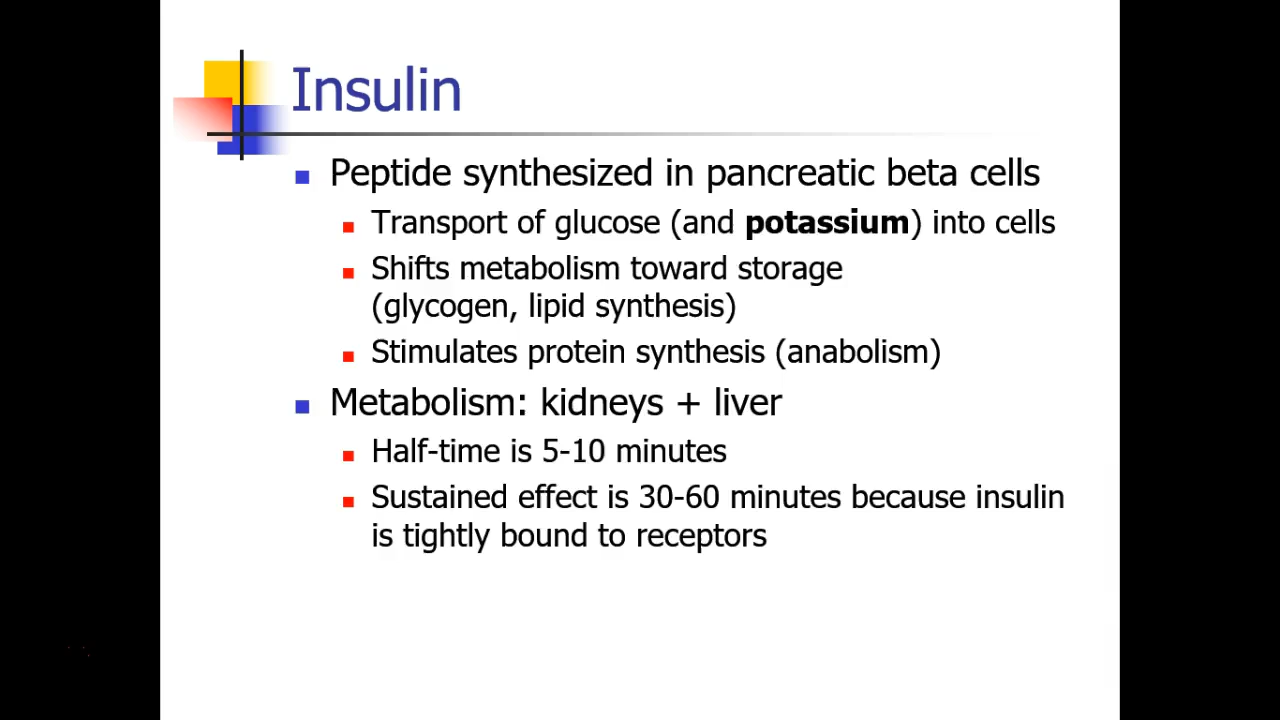 Insulin
Peptide synthesized in pancreatic beta cells
Transport of glucose (and potassium) into cells
Shifts metabolism toward storage
(glycogen, lipid synthesis)
Stimulates protein synthesis (anabolism)
Metabolism: kidneys + liver
Half-time is 5-10 minutes
Sustained effect is 30-60 minutes because insulin
is tightly bound to receptors